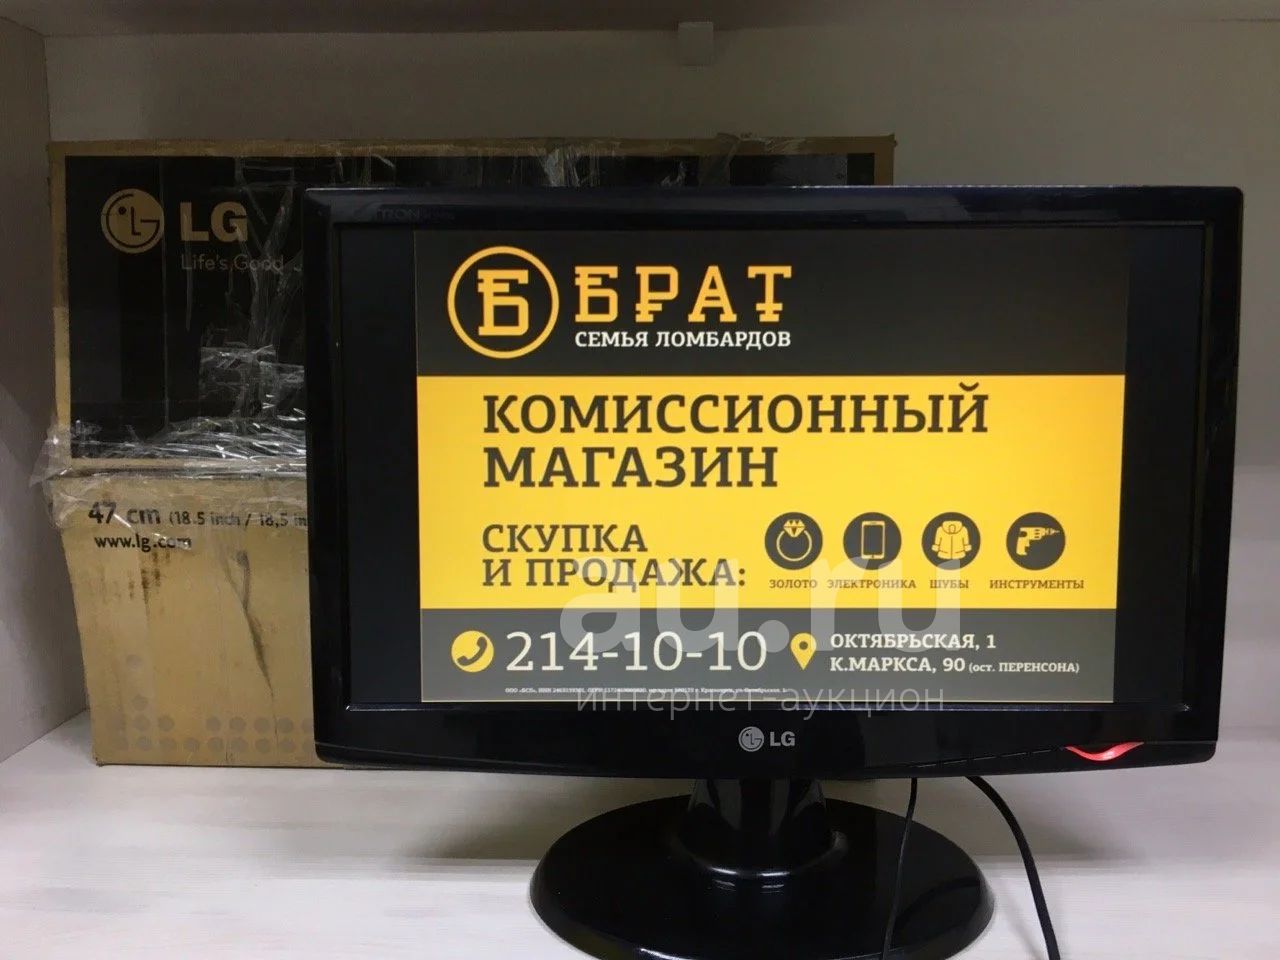 LG
Life's Good
47 cm (18.5 inch / 18,5 in
www.lg.com
БРАТ
СЕМЬЯ ЛОМБАРДОВ
КОМИССИОННЫЙ
МАГАЗИН
СКУПКА
И ПРОДАЖА:
ЗОЛОТО ЭЛЕКТРОНИКА ШУБЫ ИНСТРУМЕНТЫ
214-10-10
ОКТЯБРЬСКАЯ, 1
К.МАРКСА, 90 (ост. ПЕРЕНСОНА)
au.ru
интернет-аукцион
LG